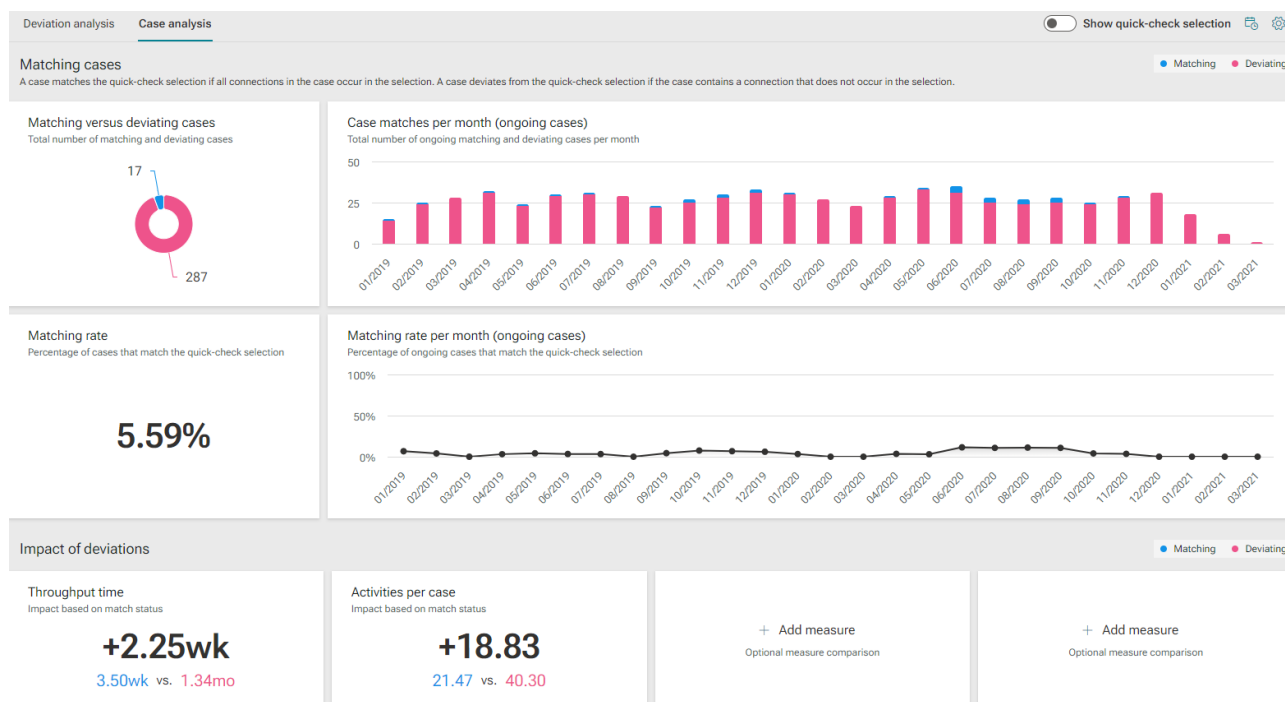 Deviation analysis Case analysis Show quick-check selection
Matching cases
A case matches the quick-check selection if all connections in the case occur in the selection. A case deviates from the quick-check selection if the case contains a connection that does not occur in the selection.
Matching Deviating
Matching versus deviating cases
Total number of matching and deviating cases
17
287
Case matches per month (ongoing cases)
Total number of ongoing matching and deviating cases per month
50
25
0
01/2019 02/2019 03/2019 04/2019 05/2019 06/2019 07/2019 08/2019 09/2019 10/2019 11/2019 12/2019 01/2020 02/2020 03/2020 04/2020 05/2020 06/2020 07/2020 08/2020 09/2020 10/2020 11/2020 12/2020 01/2021 02/2021 03/2021
Matching rate
Percentage of cases that match the quick-check selection
5.59%
Matching rate per month (ongoing cases)
Percentage of ongoing cases that match the quick-check selection
100%
50%
0%
01/2019 02/2019 03/2019 04/2019 05/2019 06/2019 07/2019 08/2019 09/2019 10/2019 11/2019 12/2019 01/2020 02/2020 03/2020 04/2020 05/2020 06/2020 07/2020 08/2020 09/2020 10/2020 11/2020 12/2020 01/2021 02/2021 03/2021
Impact of deviations
Matching Deviating
Throughput time
Impact based on match status
+2.25wk
3.50wk vs. 1.34mo
Activities per case
Impact based on match status
+18.83
21.47 vs. 40.30
+ Add measure
Optional measure comparison
+ Add measure
Optional measure comparison